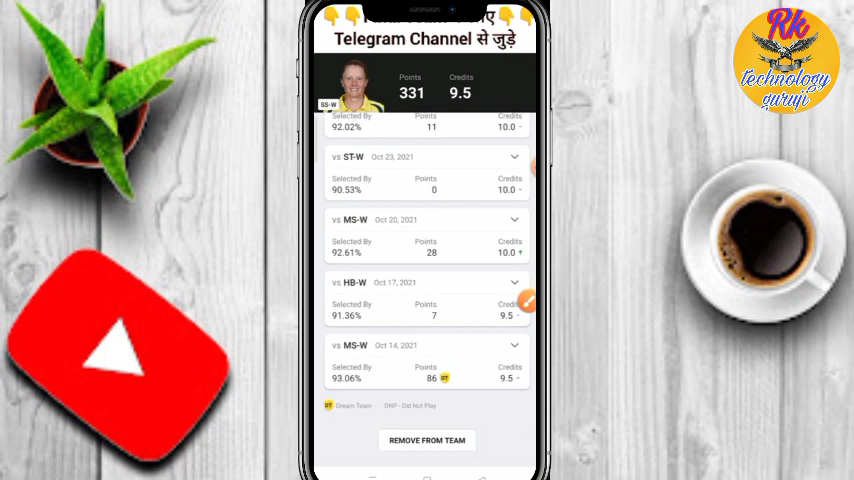 Telegram Channel से जुड़े
Rk
technology
guruji
Points
Credits
331
9.5
SS-W
Selected By
Points
Credits
92.02%
11
10.0 -
vs ST-W Oct 23, 2021
Selected By
Points
Credits
90.53%
0
10.0 -
vs MS-W Oct 20, 2021
Selected By
Points
Credits
92.61%
28
10.0
vs HB-W Oct 17, 2021
Selected By
Points
91.36%
7
9.5 -
vs MS-W Oct 14, 2021
Selected By
Points
Credits
93.06%
86 DT
9.5 -
DT Dream Team DNP - Did Not Play
REMOVE FROM TEAM